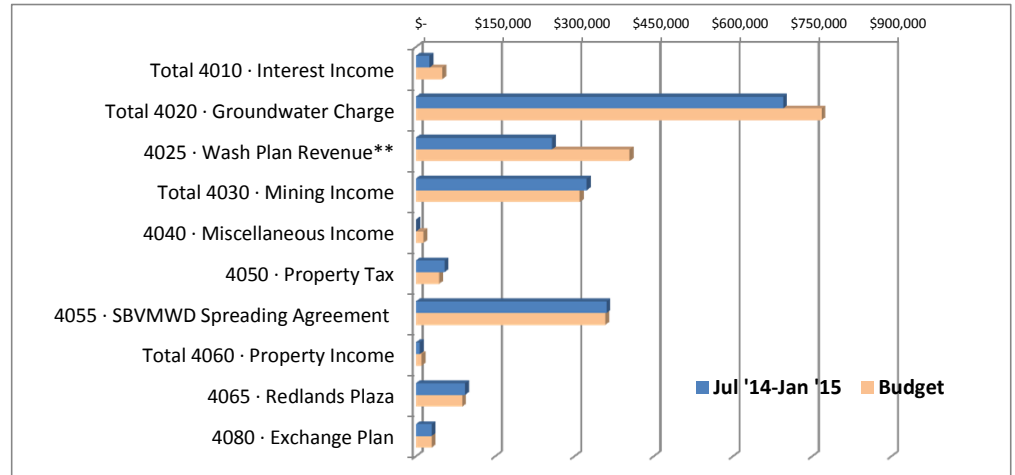 $- $150,000 $300,000 $450,000 $600,000 $750,000 $900,000
Total 4010 · Interest Income
Total 4020 · Groundwater Charge
4025 · Wash Plan Revenue**
Total 4030 · Mining Income
4040 · Miscellaneous Income
4050 · Property Tax
4055 · SBVMWD Spreading Agreement
Total 4060 · Property Income
4065 · Redlands Plaza
4080 · Exchange Plan
Jul '14-Jan '15 Budget